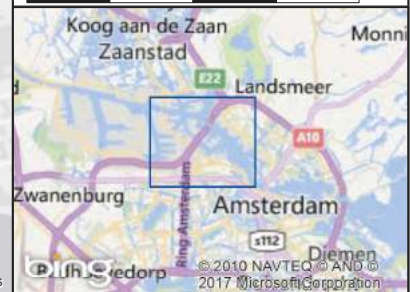 Koog aan de Zaan
Zaanstad
Monni
E22
Landsmeer
A10
Zwanenburg
Amsterdam
Ring Amsterdam
s112
Diemen
bing
© 2010 NAVTEQ © AND ©
2017 Microsoft Corporation
s